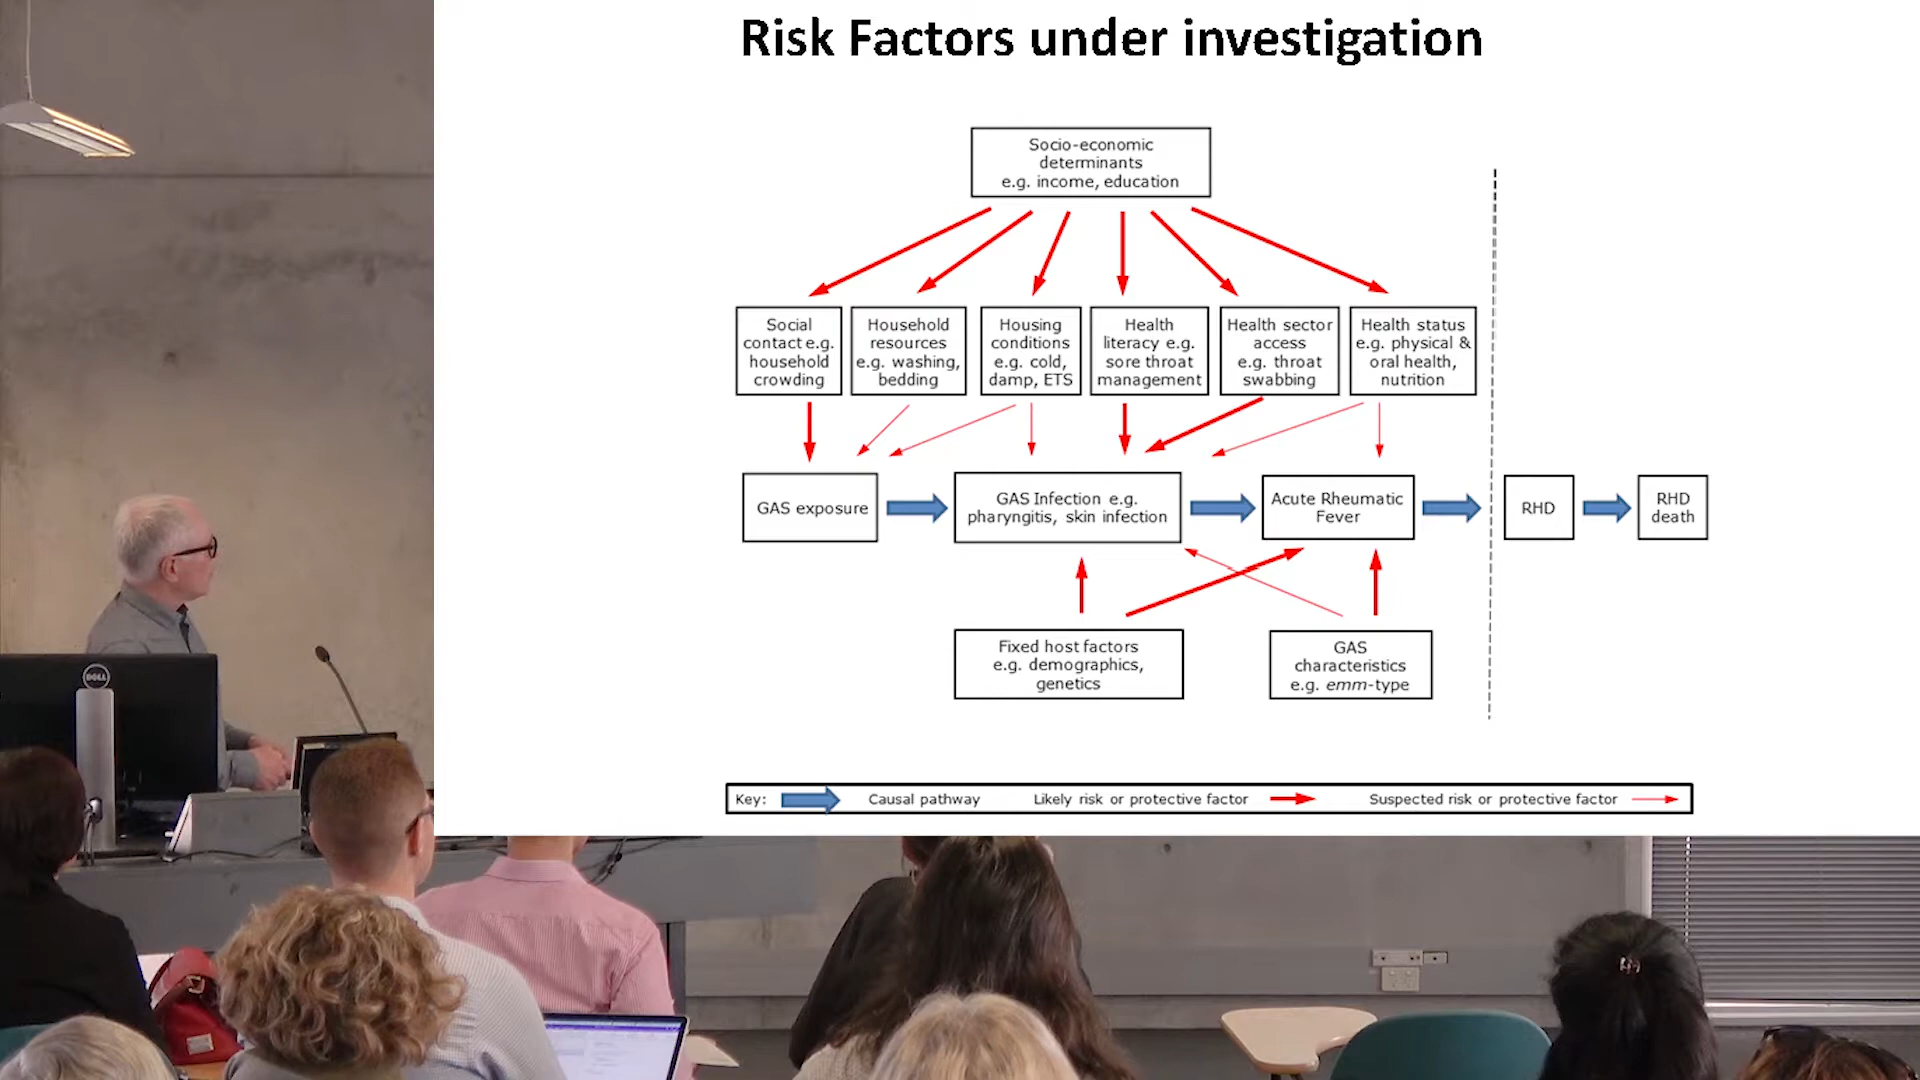 Risk Factors under investigation
Socio-economic
determinants
e.g. income, education
Social
contact e.g.
household
crowding
Household
resources
e.g. washing,
bedding
Housing
conditions
e.g. cold,
damp, ETS
Health
literacy e.g.
sore throat
management
Health sector
access
e.g. throat
swabbing
Health status
e.g. physical &
oral health,
nutrition
GAS exposure
GAS Infection e.g.
pharyngitis, skin infection
Acute Rheumatic
Fever
RHD
RHD
death
Fixed host factors
e.g. demographics,
genetics
GAS
characteristics
e.g. emm-type
Key: Causal pathway Likely risk or protective factor Suspected risk or protective factor
DELL